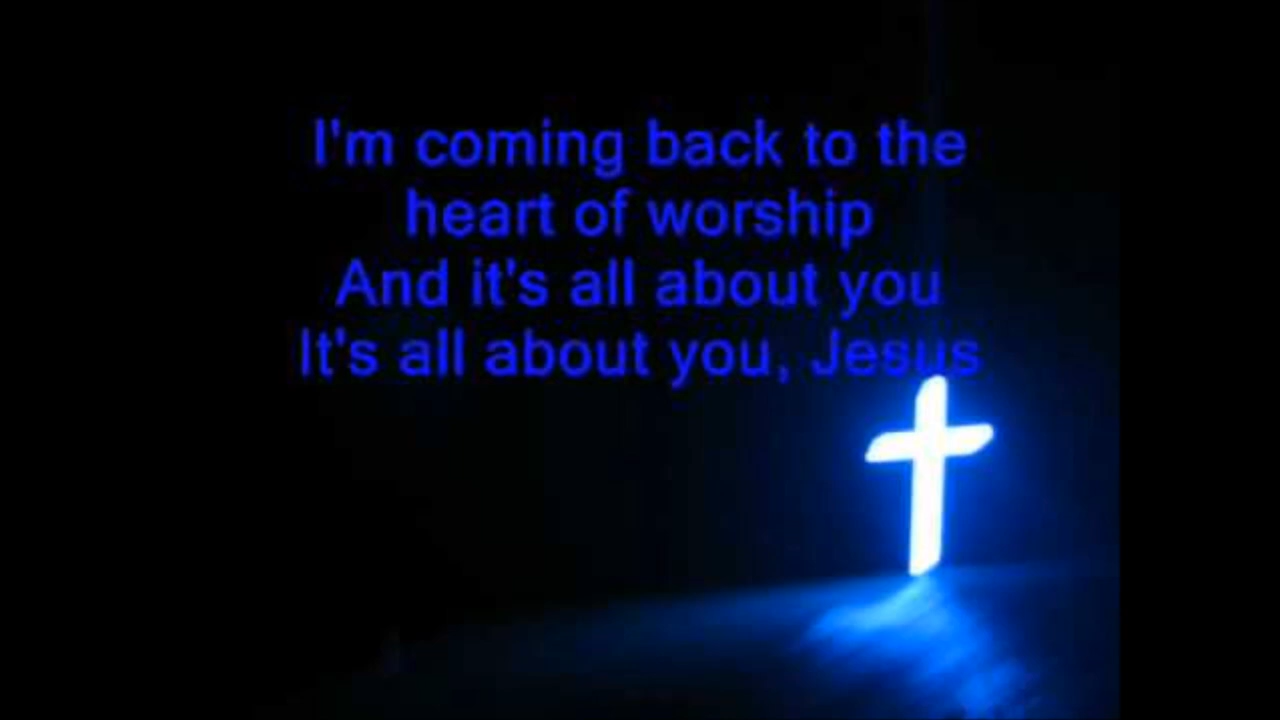 I'm coming back to the
heart of worship
And it's all about you
It's all about you, Jesus